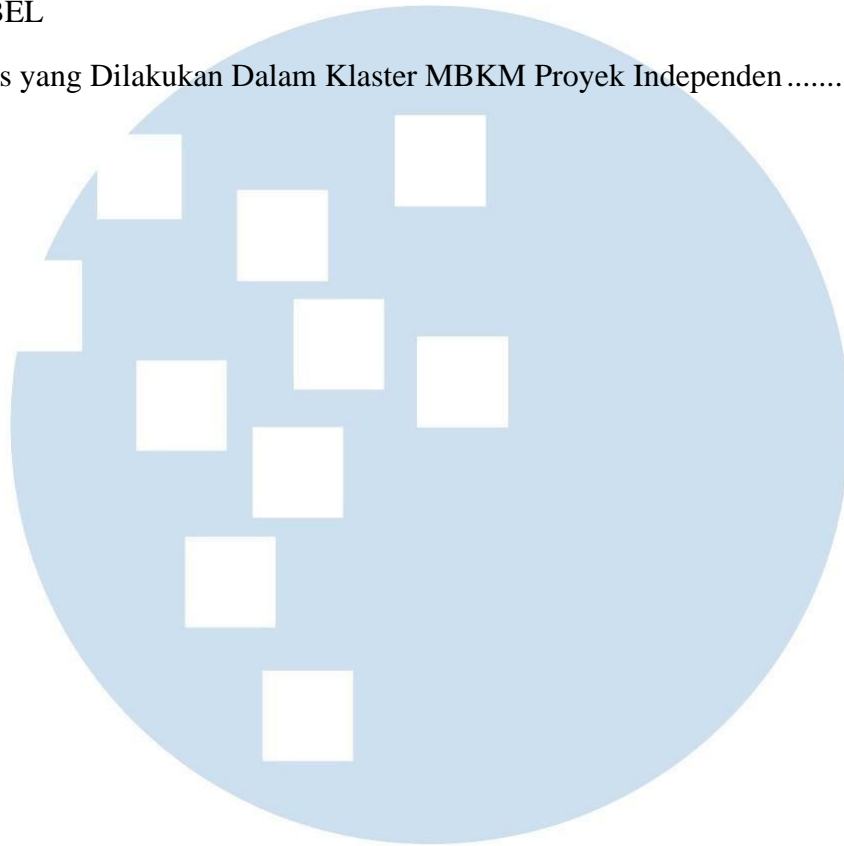 BEL
s yang Dilakukan Dalam Klaster MBKM Proyek Independen.......